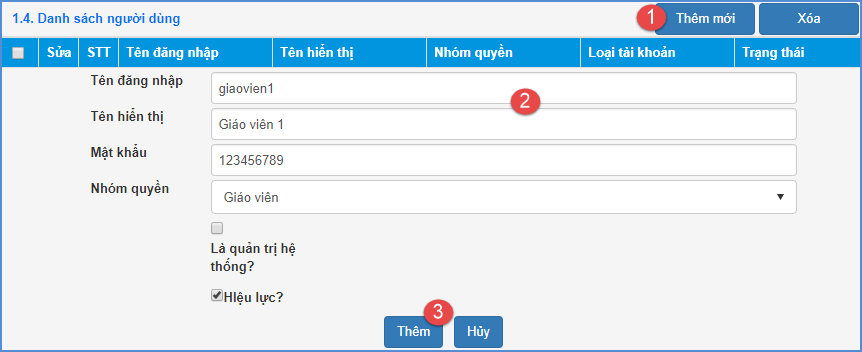 1.4. Danh sách người dùng
1
Thêm mới
Xóa
Sửa STT Tên đăng nhập Tên hiển thị Nhóm quyền Loại tài khoản Trạng thái
Tên đăng nhập
giaovien1
2
Tên hiển thị
Giáo viên 1
Mật khẩu
123456789
Nhóm quyền
Giáo viên
Là quản trị hệ
thống?
HIệu lực?
3
Thêm
Hủy